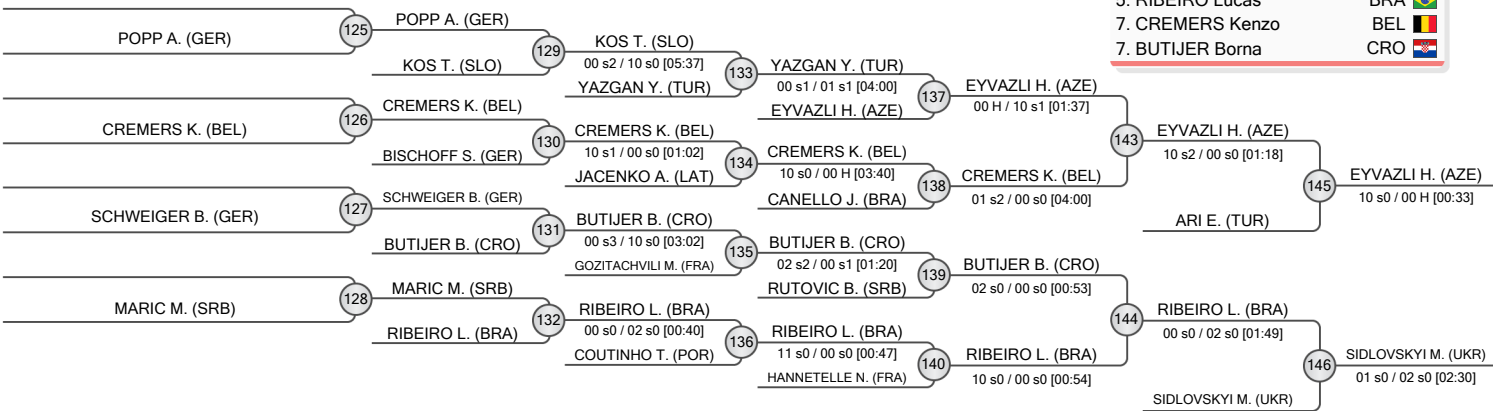 5. RIBEIRO Lucas BRA
7. CREMERS Kenzo BEL
7. BUTIJER Borna CRO
POPP A. (GER)
125
POPP A. (GER)
KOS T. (SLO)
129
KOS T. (SLO)
00 s2 / 10 s0 [05:37]
YAZGAN Y. (TUR)
133
YAZGAN Y. (TUR)
00 s1 / 01 s1 [04:00]
EYVAZLI H. (AZE)
137
EYVAZLI H. (AZE)
00 H / 10 s1 [01:37]
CREMERS K. (BEL)
126
CREMERS K. (BEL)
BISCHOFF S. (GER)
130
CREMERS K. (BEL)
10 s1 / 00 s0 [01:02]
JACENKO A. (LAT)
134
CREMERS K. (BEL)
10 s0 / 00 H [03:40]
CANELLO J. (BRA)
138
CREMERS K. (BEL)
01 s2 / 00 s0 [04:00]
143
EYVAZLI H. (AZE)
10 s2 / 00 s0 [01:18]
ARI E. (TUR)
145
EYVAZLI H. (AZE)
10 s0 / 00 H [00:33]
SCHWEIGER B. (GER)
127
SCHWEIGER B. (GER)
BUTIJER B. (CRO)
131
BUTIJER B. (CRO)
00 s3 / 10 s0 [03:02]
GOZITACHVILI M. (FRA)
135
BUTIJER B. (CRO)
02 s2 / 00 s1 [01:20]
RUTOVIC B. (SRB)
139
BUTIJER B. (CRO)
02 s0 / 00 s0 [00:53]
MARIC M. (SRB)
128
MARIC M. (SRB)
RIBEIRO L. (BRA)
132
RIBEIRO L. (BRA)
00 s0 / 02 s0 [00:40]
COUTINHO T. (POR)
136
RIBEIRO L. (BRA)
11 s0 / 00 s0 [00:47]
HANNETELLE N. (FRA)
140
RIBEIRO L. (BRA)
10 s0 / 00 s0 [00:54]
144
RIBEIRO L. (BRA)
00 s0 / 02 s0 [01:49]
SIDLOVSKYI M. (UKR)
146
SIDLOVSKYI M. (UKR)
01 s0 / 02 s0 [02:30]